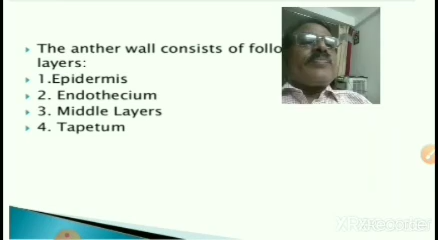 The anther wall consists of follo
layers:
1.Epidermis
2. Endothecium
3. Middle Layers
4. Tapetum